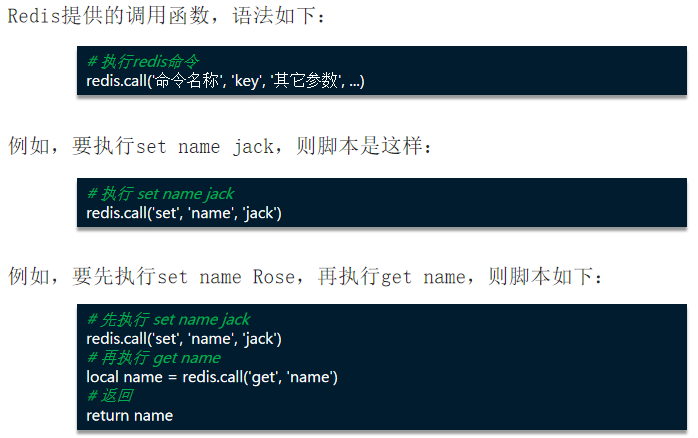 Redis提供的调用函数，语法如下：
# 执行redis命令
redis.call('命令名称', 'key', '其它参数', ...)
例如，要执行set name jack，则脚本是这样：
# 执行 set name jack
redis.call('set', 'name', 'jack')
例如，要先执行set name Rose，再执行get name，则脚本如下：
# 先执行 set name jack
redis.call('set', 'name', 'jack')
# 再执行 get name
local name = redis.call('get', 'name')
# 返回
return name